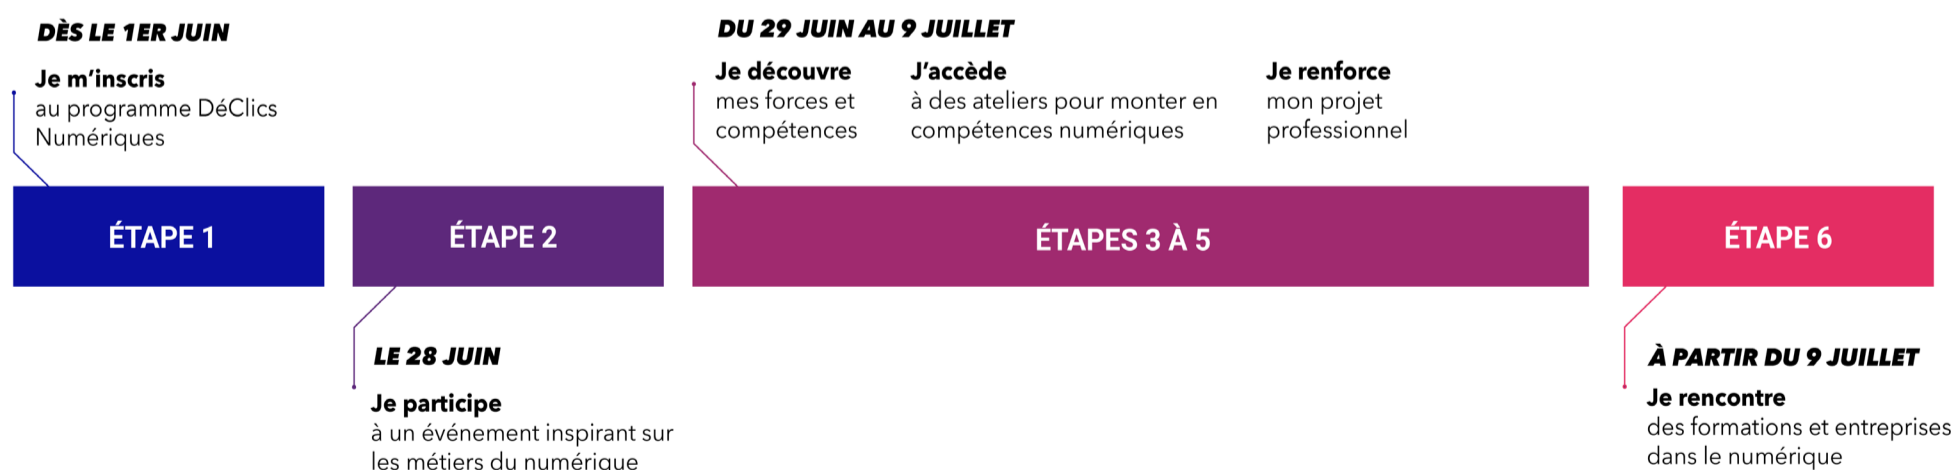 DÈS LE 1ER JUIN
Je m’inscris
au programme DéClics
Numériques
DU 29 JUIN AU 9 JUILLET
Je découvre
mes forces et
compétences
J’accède
à des ateliers pour monter en
compétences numériques
Je renforce
mon projet
professionnel
ÉTAPE 1
ÉTAPE 2
ÉTAPES 3 À 5
ÉTAPE 6
LE 28 JUIN
Je participe
à un événement inspirant sur
les métiers du numérique
À PARTIR DU 9 JUILLET
Je rencontre
des formations et entreprises
dans le numérique